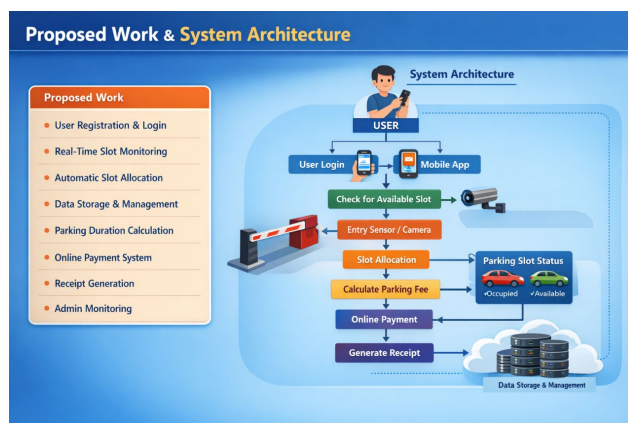 Proposed Work & System Architecture
Proposed Work
User Registration & Login
Real-Time Slot Monitoring
Automatic Slot Allocation
Data Storage & Management
Parking Duration Calculation
Online Payment System
Receipt Generation
Admin Monitoring
System Architecture
USER
User Login
Mobile App
Check for Available Slot
Entry Sensor / Camera
Slot Allocation
Parking Slot Status
✓Occupied ✓Available
Calculate Parking Fee
Online Payment
Generate Receipt
Data Storage & Management